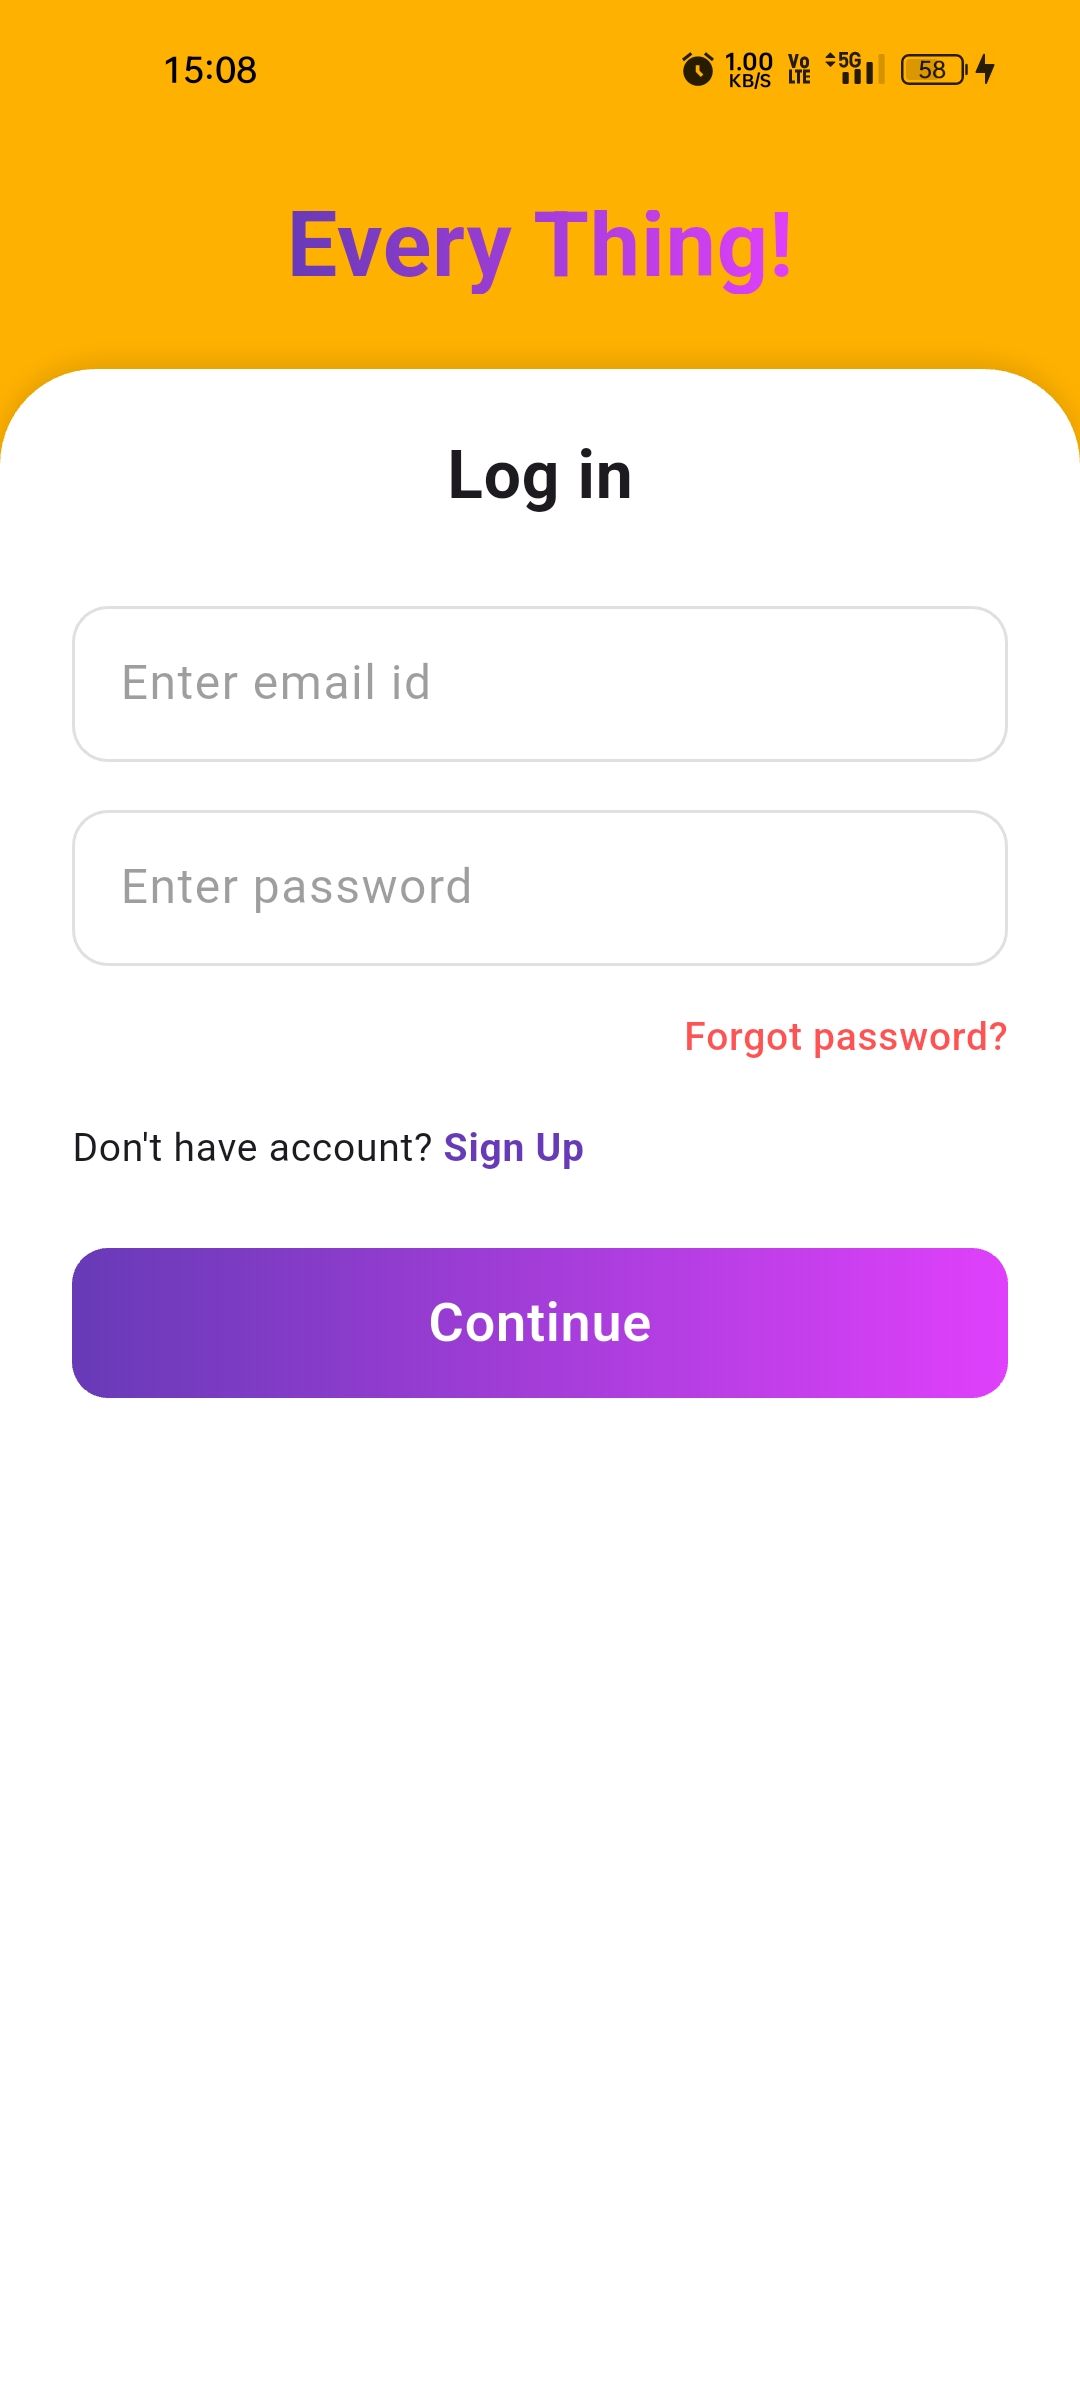 15:08
1.00
KB/S
Vo
LTE
5G
58
Every Thing!
Log in
Enter email id
Enter password
Forgot password?
Don't have account? Sign Up
Continue